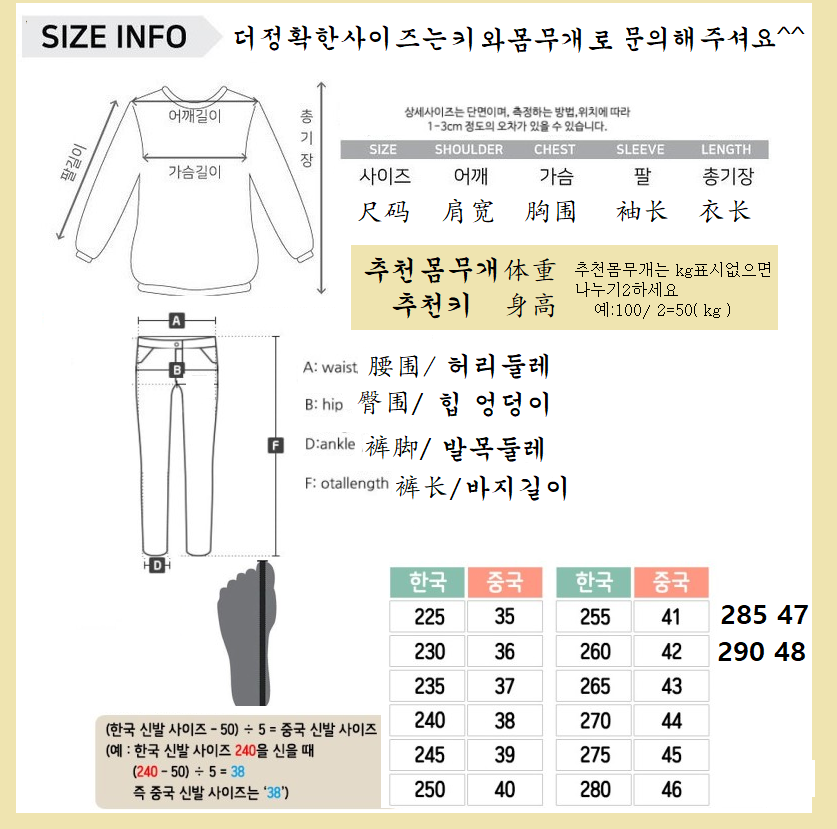 SIZE INFO
더정확한사이즈는키와몸무개로 문의해주셔요^^
어깨길이
가슴길이
팔길이
총기장
상세사이즈는 단면이며, 측정하는 방법,위치에 따라
1-3cm 정도의 오차가 있을 수 있습니다.
SIZE SHOULDER CHEST SLEEVE LENGTH
사이즈 어깨 가슴 팔 총기장
尺码 肩宽 胸围 袖长 衣长
추천몸무개体重
추천키 身高
추천몸무개는 kg표시없으면
나누기2하세요
예:100/ 2=50( kg )
A
B
F
D
A: waist 腰围/ 허리둘레
B: hip 臀围/ 힙 엉덩이
D:ankle 裤脚/ 발목둘레
F: otallength 裤长/바지길이
한국 중국 한국 중국
225 35 255 41 285 47
230 36 260 42 290 48
235 37 265 43
240 38 270 44
245 39 275 45
250 40 280 46
(한국 신발 사이즈 - 50) ÷ 5 = 중국 신발 사이즈
(예 : 한국 신발 사이즈 240을 신을 때
(240 - 50) ÷ 5 = 38
즉 중국 신발 사이즈는 ‘38’)